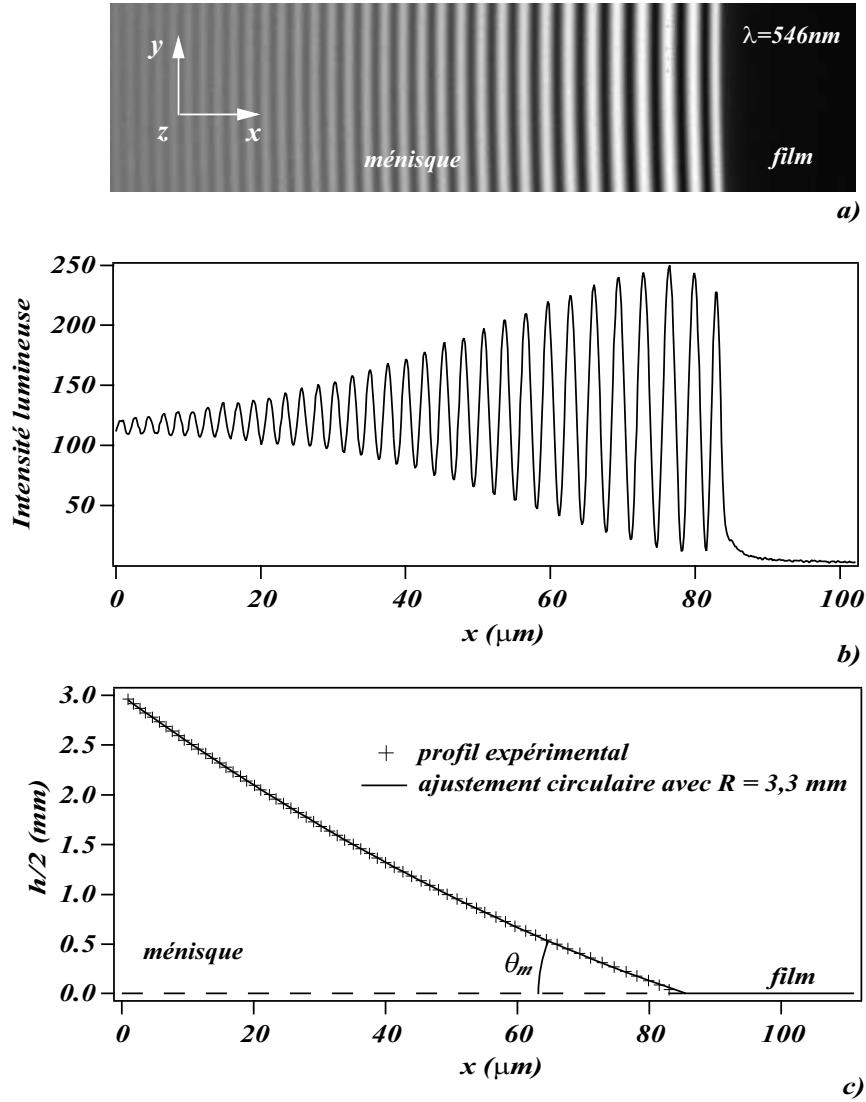 λ=546nm
y
z
x
ménisque
film
a)
250
200
150
100
50
Intensité lumineuse
0
20
40
60
80
100
x (μm)
b)
3.0
2.5
2.0
1.5
1.0
0.5
0.0
h/2 (mm)
profil expérimental
ajustement circulaire avec R = 3,3 mm
ménisque
θm
film
0
20
40
60
80
100
x (μm)
c)